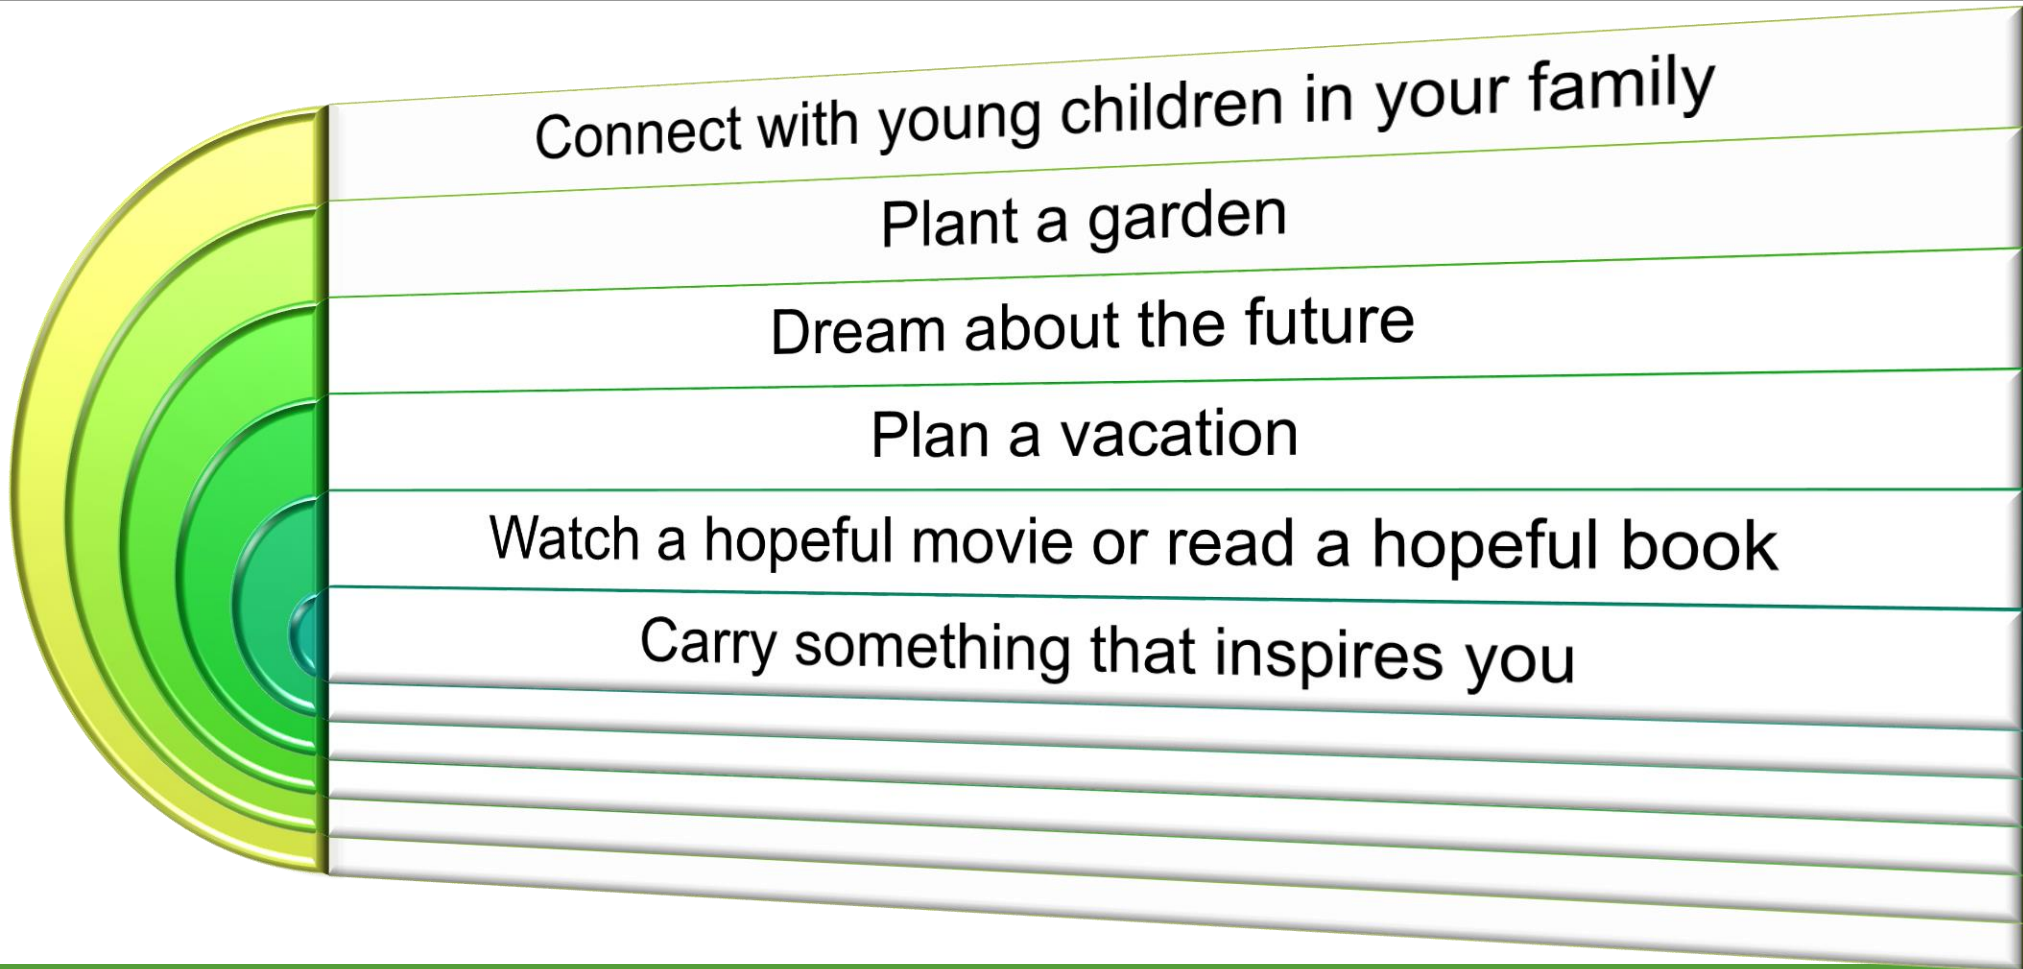 Connect with young children in your family
Plant a garden
Dream about the future
Plan a vacation
Watch a hopeful movie or read a hopeful book
Carry something that inspires you